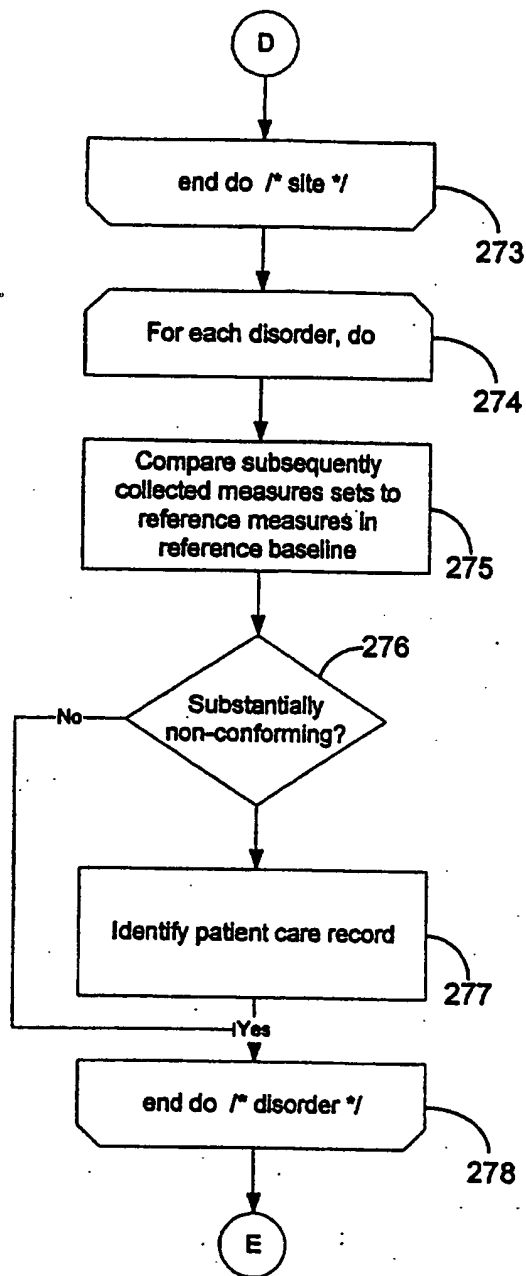 D
end do /* site */
273
For each disorder, do
274
Compare subsequently
collected measures sets to
reference measures in
reference baseline
275
276
Substantially
non-conforming?
No
Identify patient care record
277
Yes
end do /* disorder */
278
E